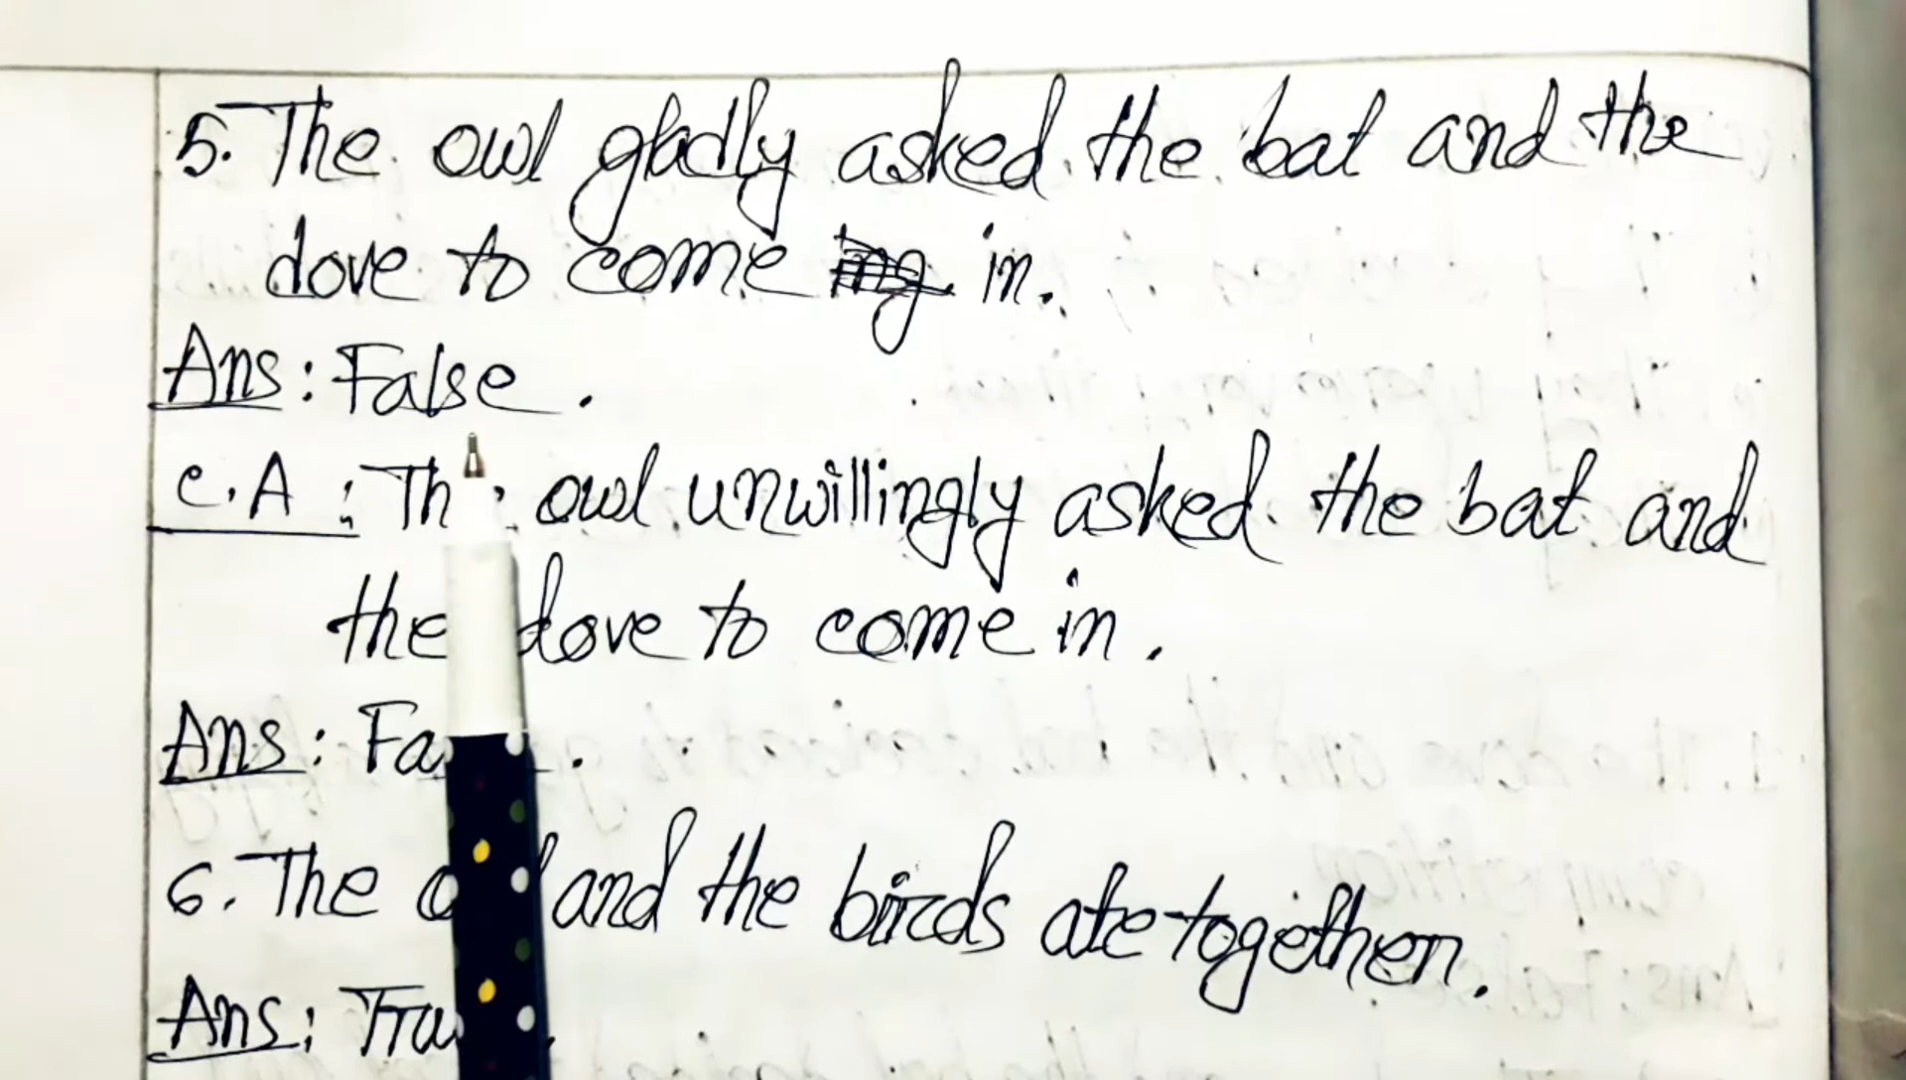 5. The owl gladly asked the bat and the
dove to come in.
Ans: False.
C.A: owl unwillingly asked the bat and
the dove to come in.
Ans:
6. The and the birds ate together.
Ans: